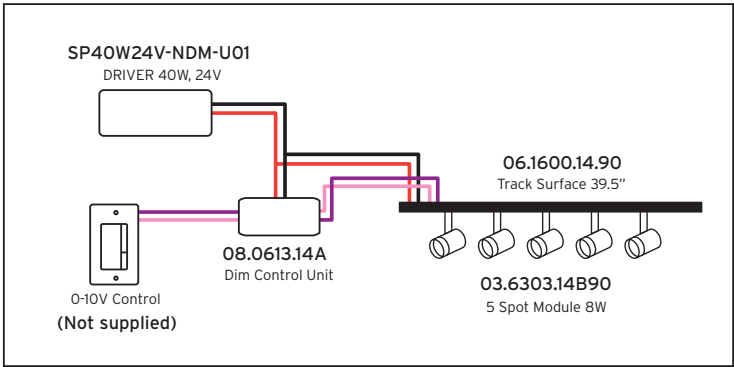 SP40W24V-NDM-U01
DRIVER 40W, 24V
06.1600.14.90
Track Surface 39.5”
08.0613.14A
Dim Control Unit
03.6303.14B90
5 Spot Module 8W
0-10V Control
(Not supplied)